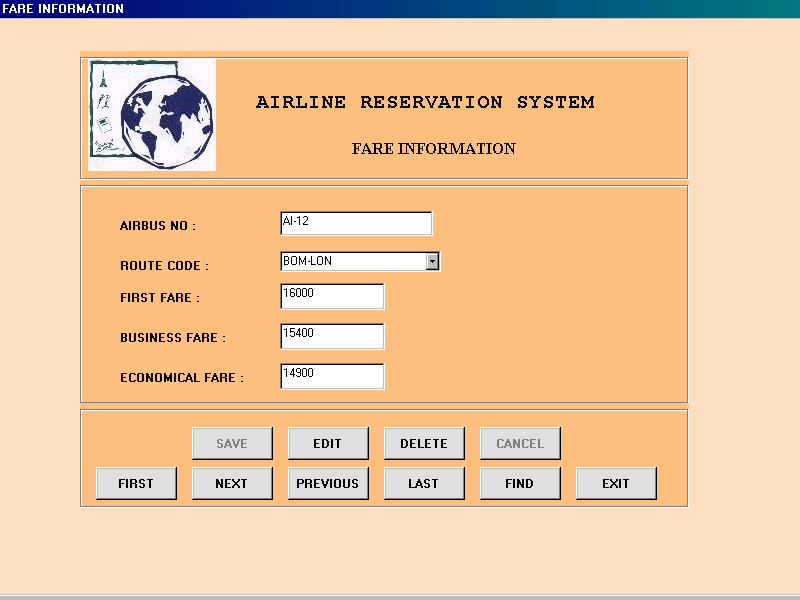 FARE INFORMATION
AIRLINE RESERVATION SYSTEM
FARE INFORMATION
AIRBUS NO : AI-12
ROUTE CODE : BOM-LON
FIRST FARE : 16000
BUSINESS FARE : 15400
ECONOMICAL FARE : 14900
SAVE EDIT DELETE CANCEL
FIRST NEXT PREVIOUS LAST FIND EXIT